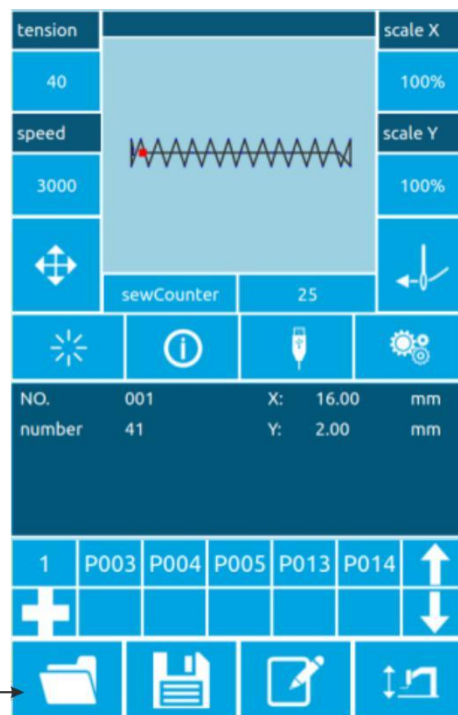 tension
scale X
40
100%
speed
scale Y
3000
100%
sewCounter 25
NO. 001 X: 16.00 mm
number 41 Y: 2.00 mm
1 P003 P004 P005 P013 P014